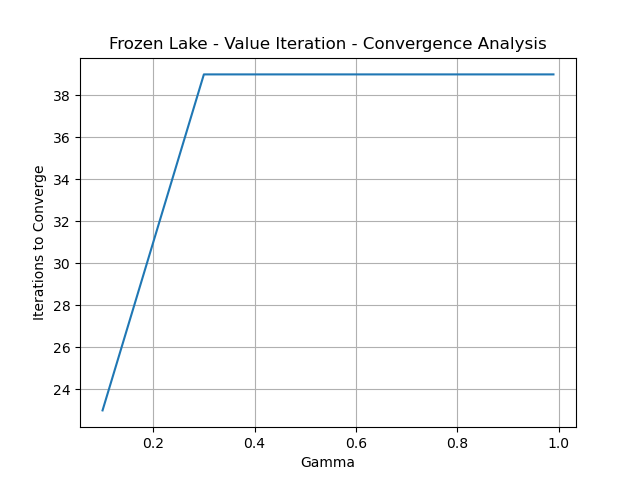 Frozen Lake - Value Iteration - Convergence Analysis
Iterations to Converge
38
36
34
32
30
28
26
24
0.2 0.4 0.6 0.8 1.0
Gamma